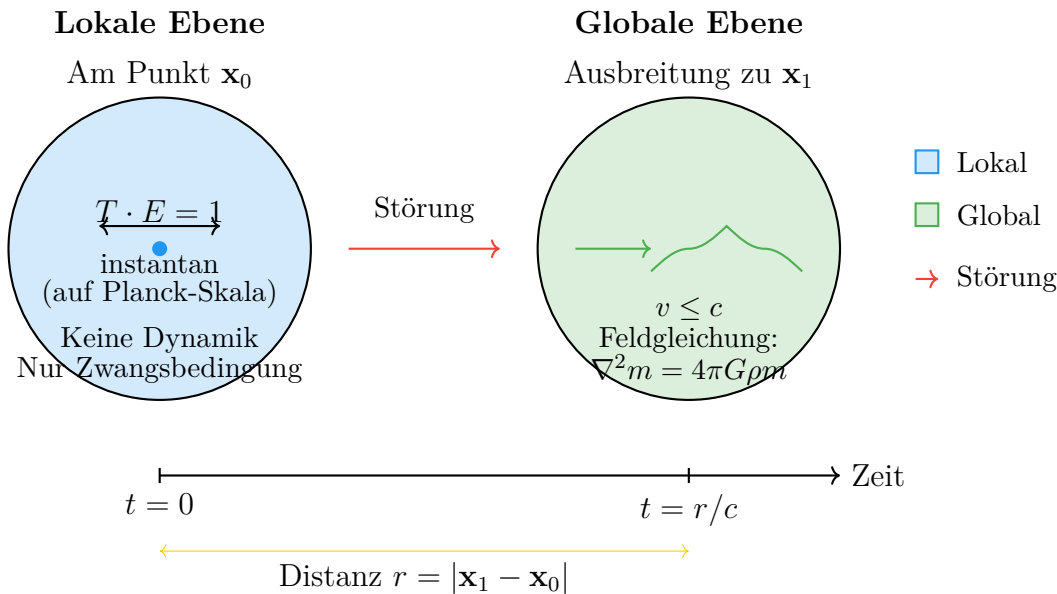 Lokale Ebene
Am Punkt x₀
T · E = 1
instantan
(auf Planck-Skala)
Keine Dynamik
Nur Zwangsbedingung
Störung
Globale Ebene
Ausbreitung zu x₁
v ≤ c
Feldgleichung:
∇²m = 4πGρm
Lokal
Global
Störung
Zeit
t = 0
t = r/c
Distanz r = |x₁ − x₀|